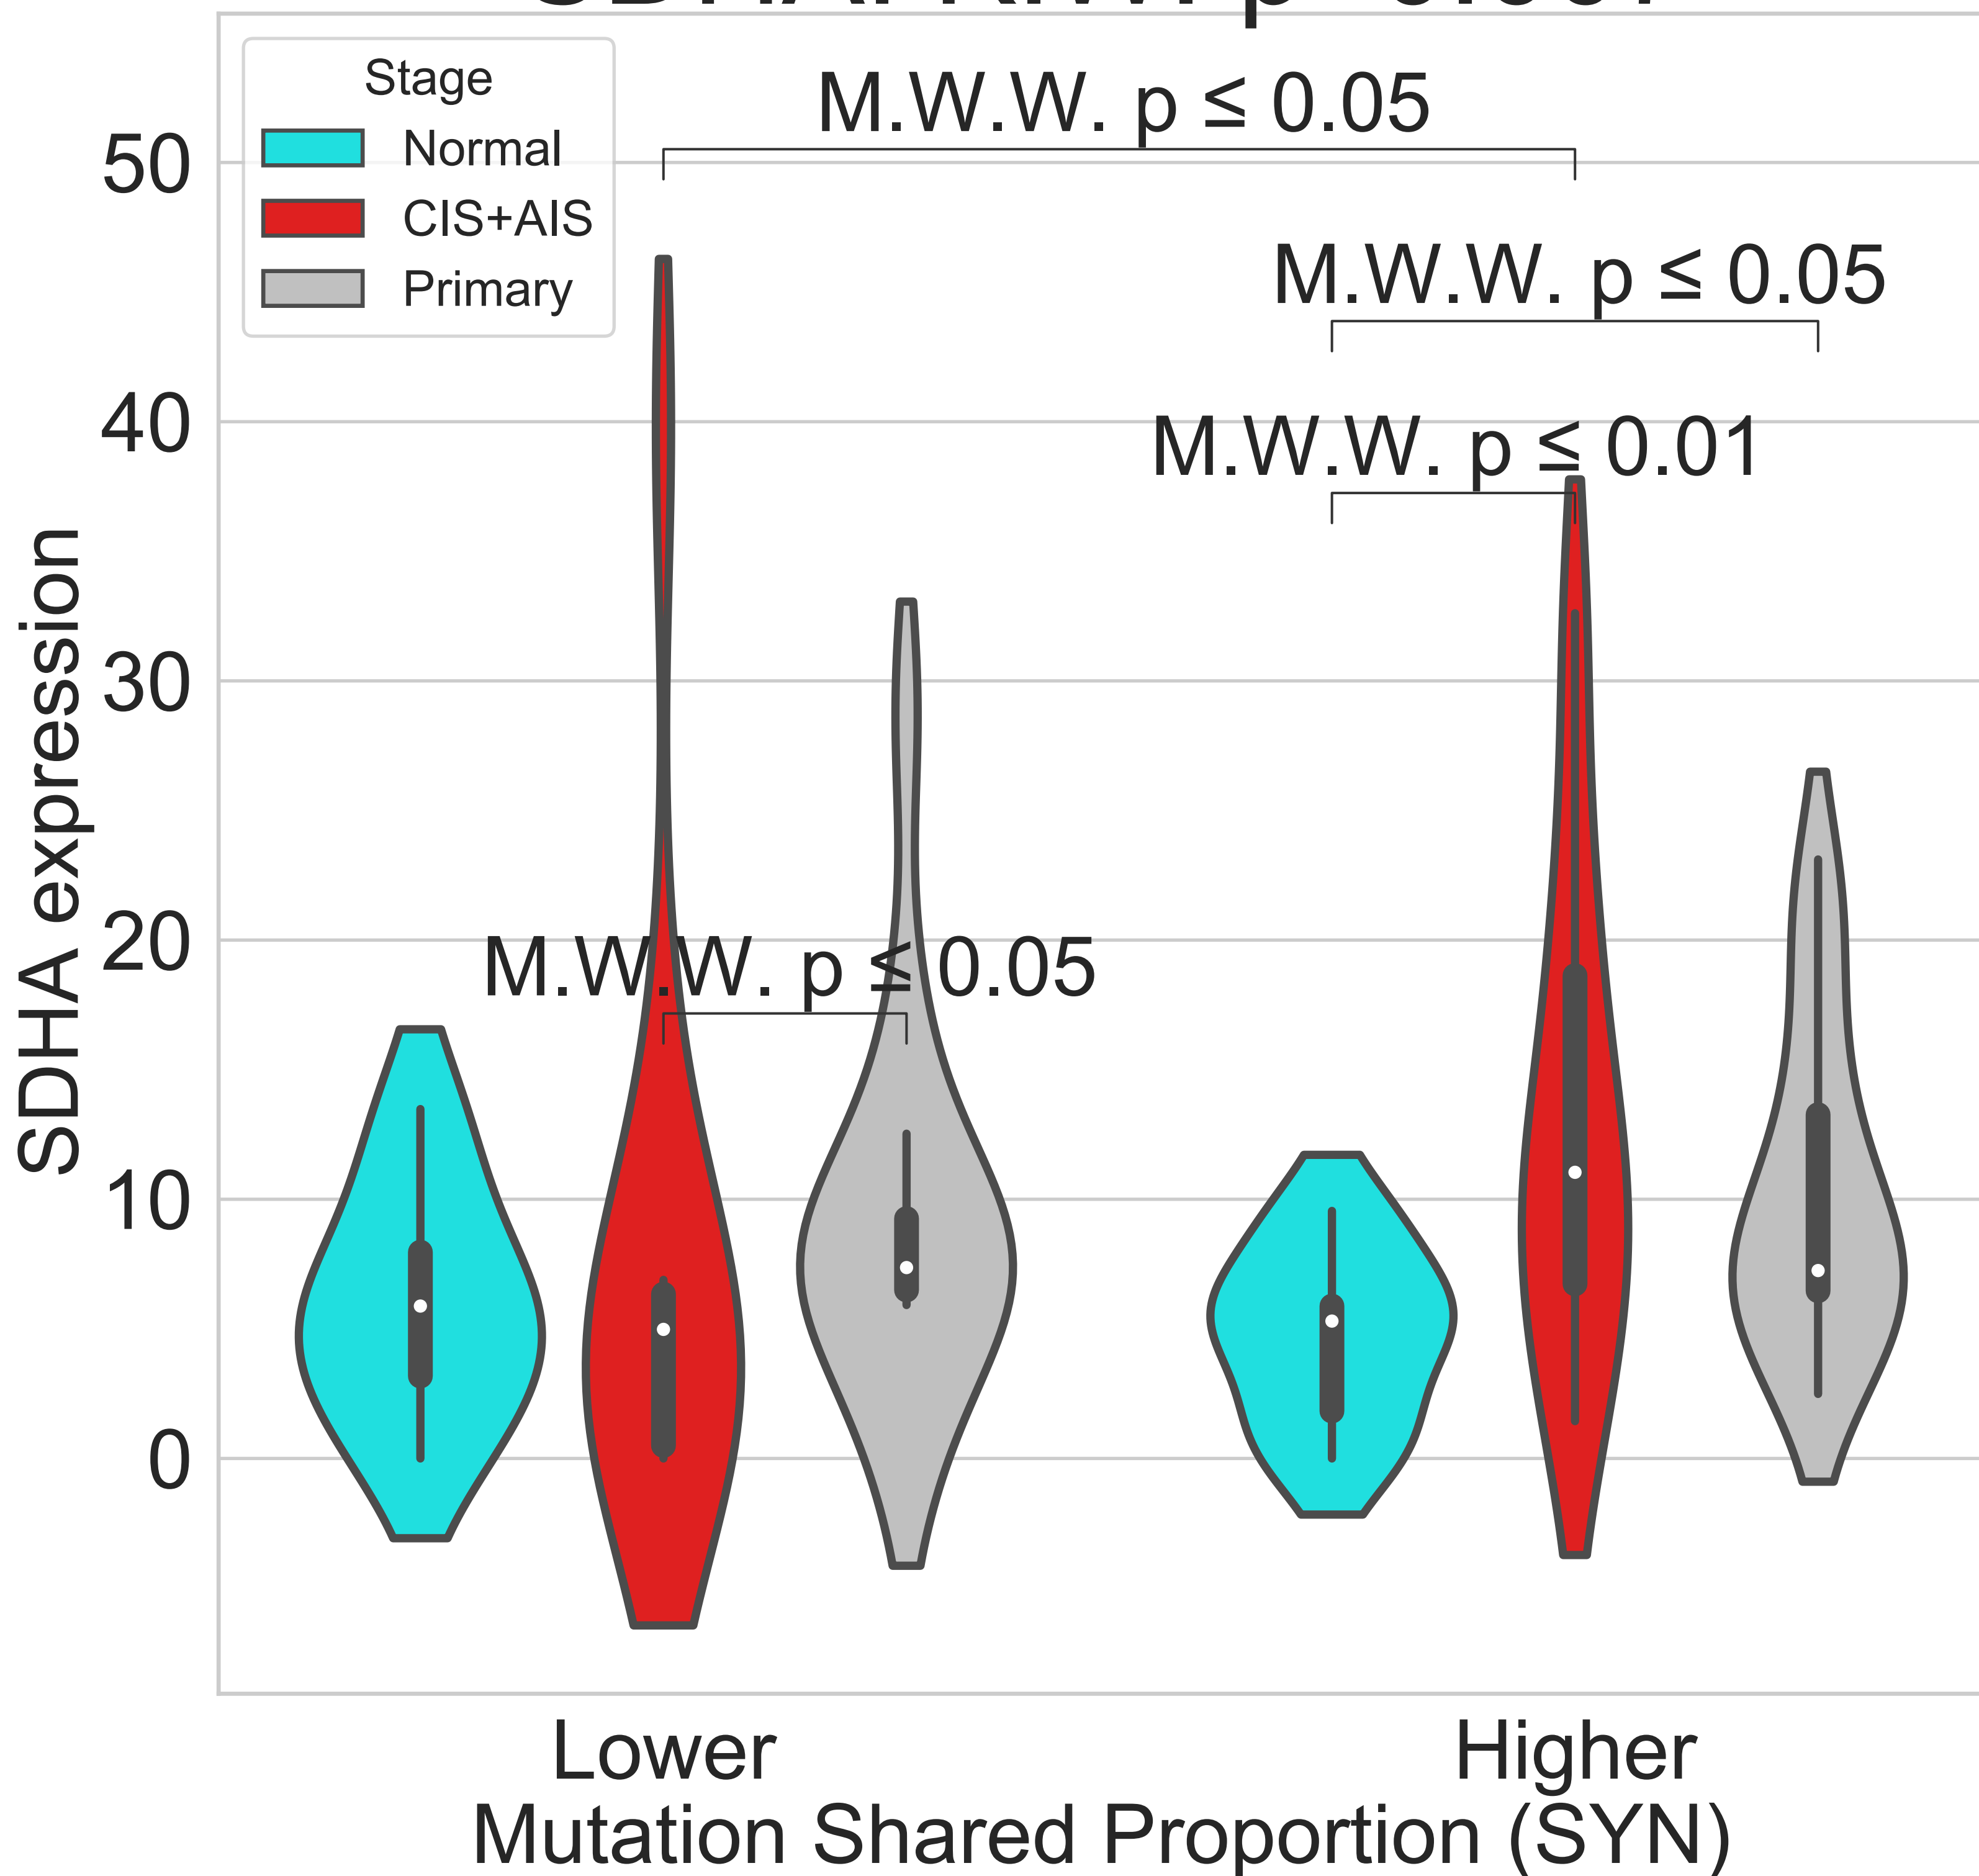 Stage
Normal
CIS+AIS
Primary
M.W.W. p ≤ 0.05
M.W.W. p ≤ 0.05
M.W.W. p ≤ 0.01
M.W.W. p ≤ 0.05
50
40
30
20
10
0
SDHA expression
Lower
Higher
Mutation Shared Proportion (SYN)